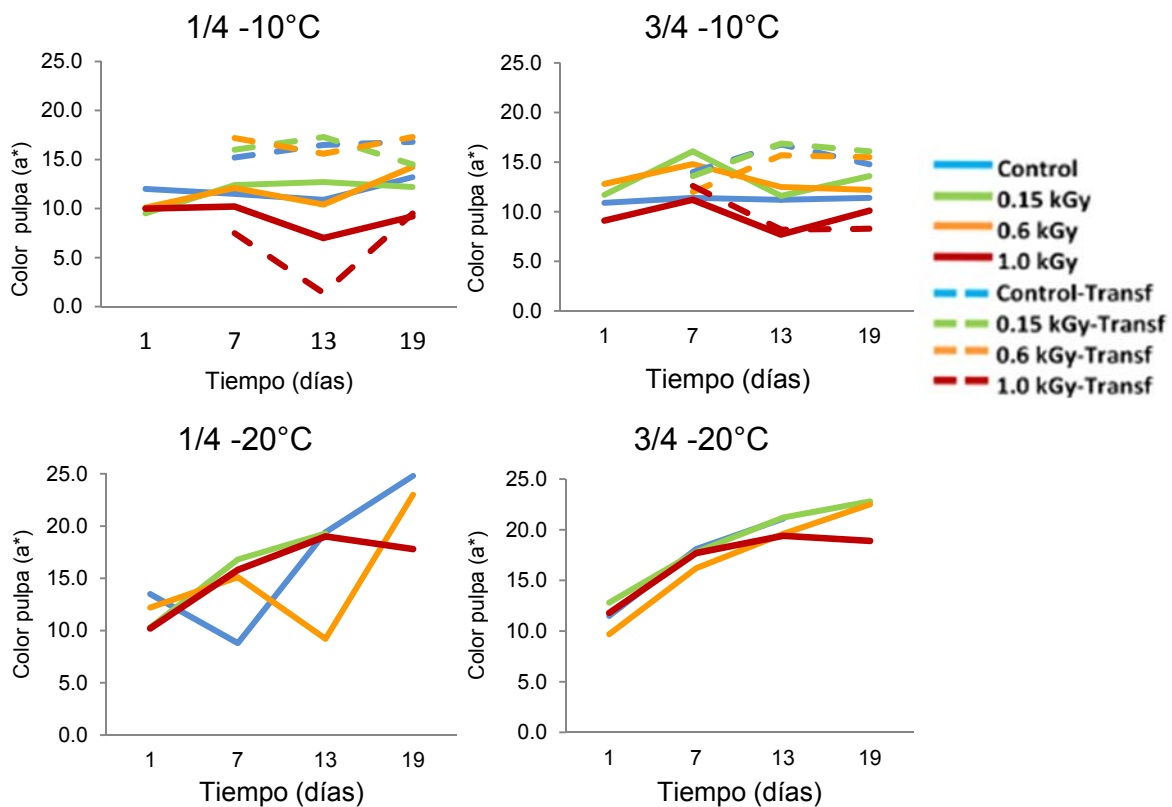 1/4 -10°C
25.0
20.0
15.0
10.0
5.0
0.0
Color pulpa (a*)
1 7 13 19
Tiempo (días)
3/4 -10°C
25.0
20.0
15.0
10.0
5.0
0.0
Color pulpa (a*)
1 7 13 19
Tiempo (días)
Control
0.15 kGy
0.6 kGy
1.0 kGy
Control-Transf
0.15 kGy-Transf
0.6 kGy-Transf
1.0 kGy-Transf
1/4 -20°C
25.0
20.0
15.0
10.0
5.0
0.0
Color pulpa (a*)
1 7 13 19
Tiempo (días)
3/4 -20°C
25.0
20.0
15.0
10.0
5.0
0.0
Color pulpa (a*)
1 7 13 19
Tiempo (días)